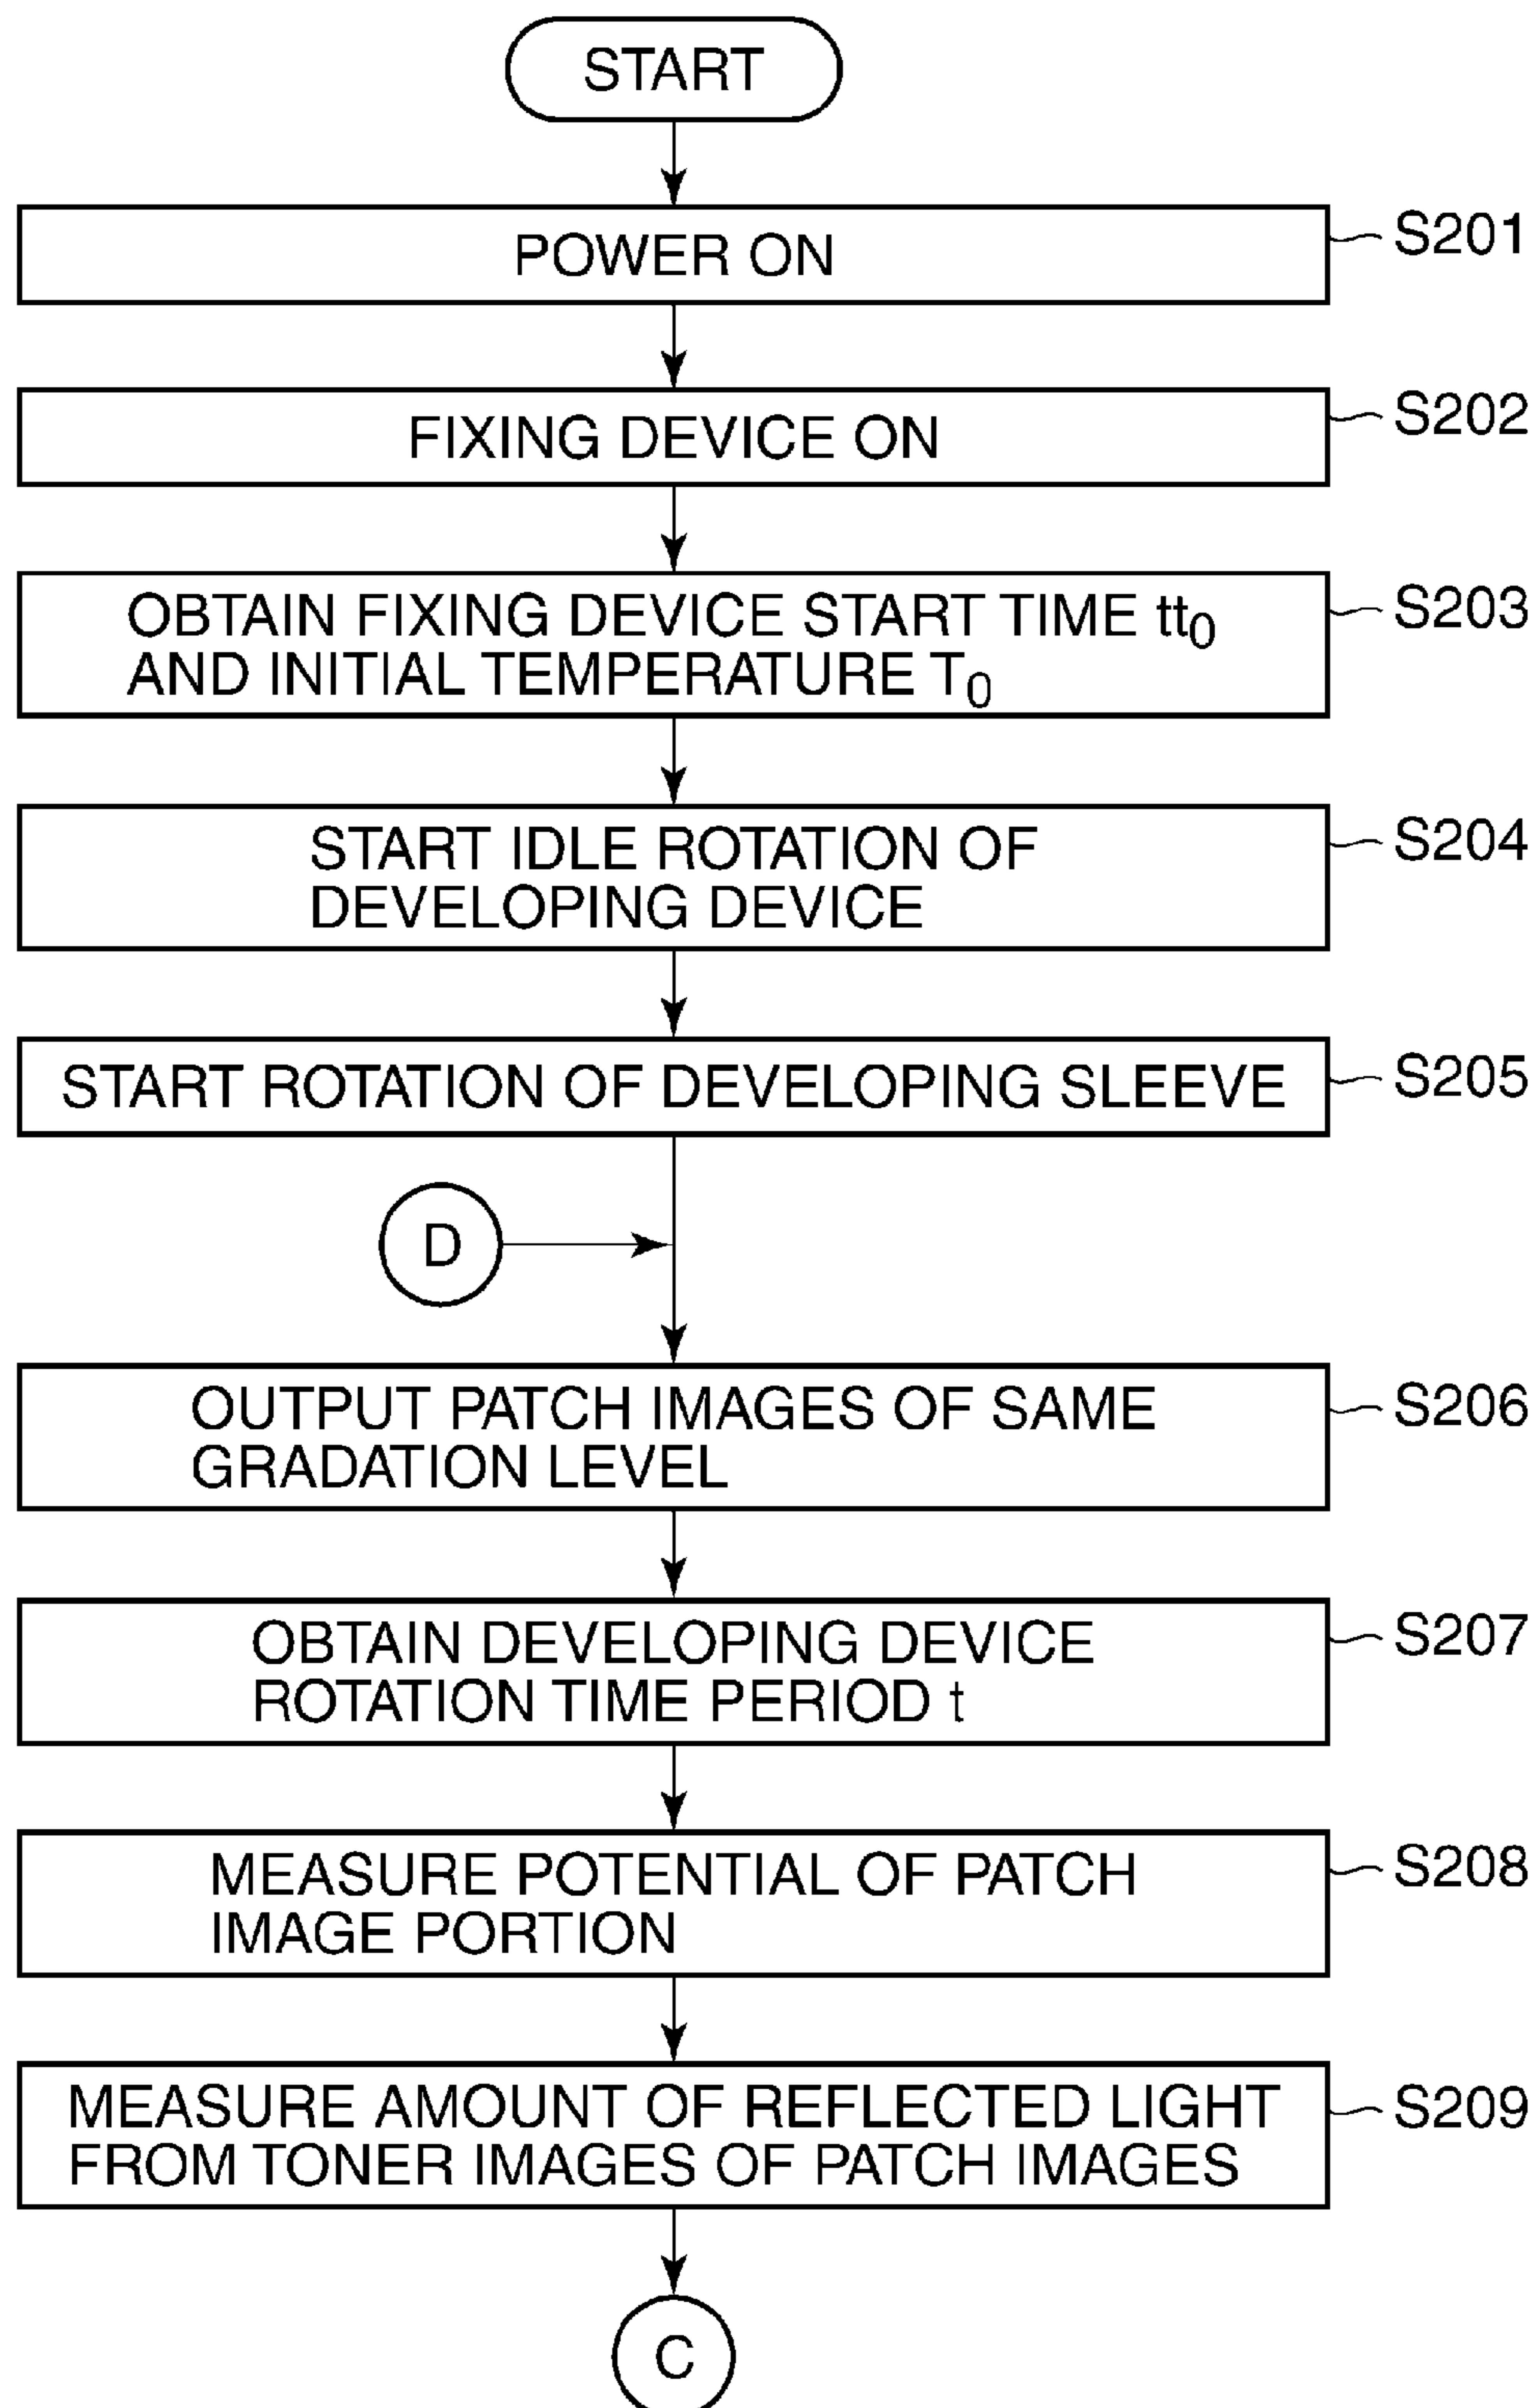 START
POWER ON
S201
FIXING DEVICE ON
S202
OBTAIN FIXING DEVICE START TIME tt0
AND INITIAL TEMPERATURE T0
S203
START IDLE ROTATION OF
DEVELOPING DEVICE
S204
START ROTATION OF DEVELOPING SLEEVE
S205
D
OUTPUT PATCH IMAGES OF SAME
GRADATION LEVEL
S206
OBTAIN DEVELOPING DEVICE
ROTATION TIME PERIOD t
S207
MEASURE POTENTIAL OF PATCH
IMAGE PORTION
S208
MEASURE AMOUNT OF REFLECTED LIGHT
FROM TONER IMAGES OF PATCH IMAGES
S209
C